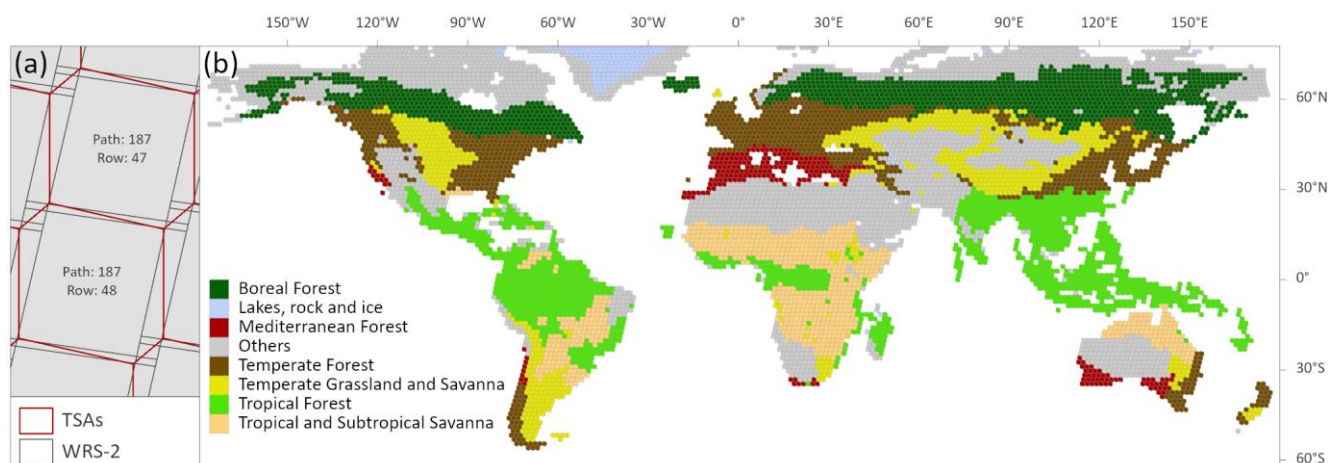 150°W 120°W 90°W 60°W 30°W 0° 30°E 60°E 90°E 120°E 150°E
(a)
Path: 187
Row: 47
Path: 187
Row: 48
TSAs
WRS-2
(b)
Boreal Forest
Lakes, rock and ice
Mediterranean Forest
Others
Temperate Forest
Temperate Grassland and Savanna
Tropical Forest
Tropical and Subtropical Savanna
60°N
30°N
0°
30°S
60°S